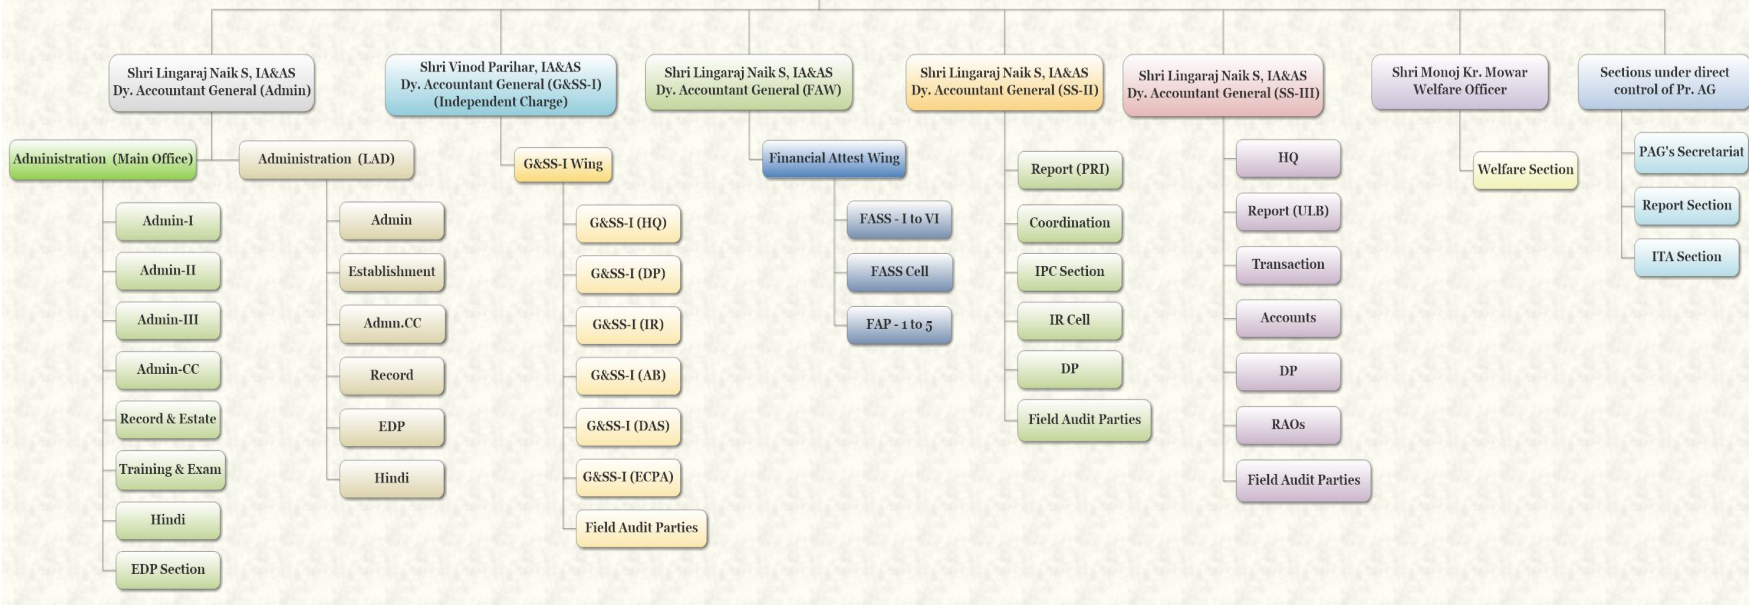 Shri Lingaraj Naik S, IA&AS
Dy. Accountant General (Admin)
Shri Vinod Parihar, IA&AS
Dy. Accountant General (G&SS-I)
(Independent Charge)
Shri Lingaraj Naik S, IA&AS
Dy. Accountant General (FAW)
Shri Lingaraj Naik S, IA&AS
Dy. Accountant General (SS-II)
Shri Lingaraj Naik S, IA&AS
Dy. Accountant General (SS-III)
Shri Monoj Kr. Mowar
Welfare Officer
Sections under direct
control of Pr. AG
Administration (Main Office)
Admin-I
Admin-II
Admin-III
Admin-CC
Record & Estate
Training & Exam
Hindi
EDP Section
Administration (LAD)
Admin
Establishment
Admn.CC
Record
EDP
Hindi
G&SS-I Wing
G&SS-I (HQ)
G&SS-I (DP)
G&SS-I (IR)
G&SS-I (AB)
G&SS-I (DAS)
G&SS-I (ECPA)
Field Audit Parties
Financial Attest Wing
FASS - I to VI
FASS Cell
FAP - 1 to 5
Report (PRI)
Coordination
IPC Section
IR Cell
DP
Field Audit Parties
HQ
Report (ULB)
Transaction
Accounts
DP
RAOs
Field Audit Parties
Welfare Section
PAG's Secretariat
Report Section
ITA Section